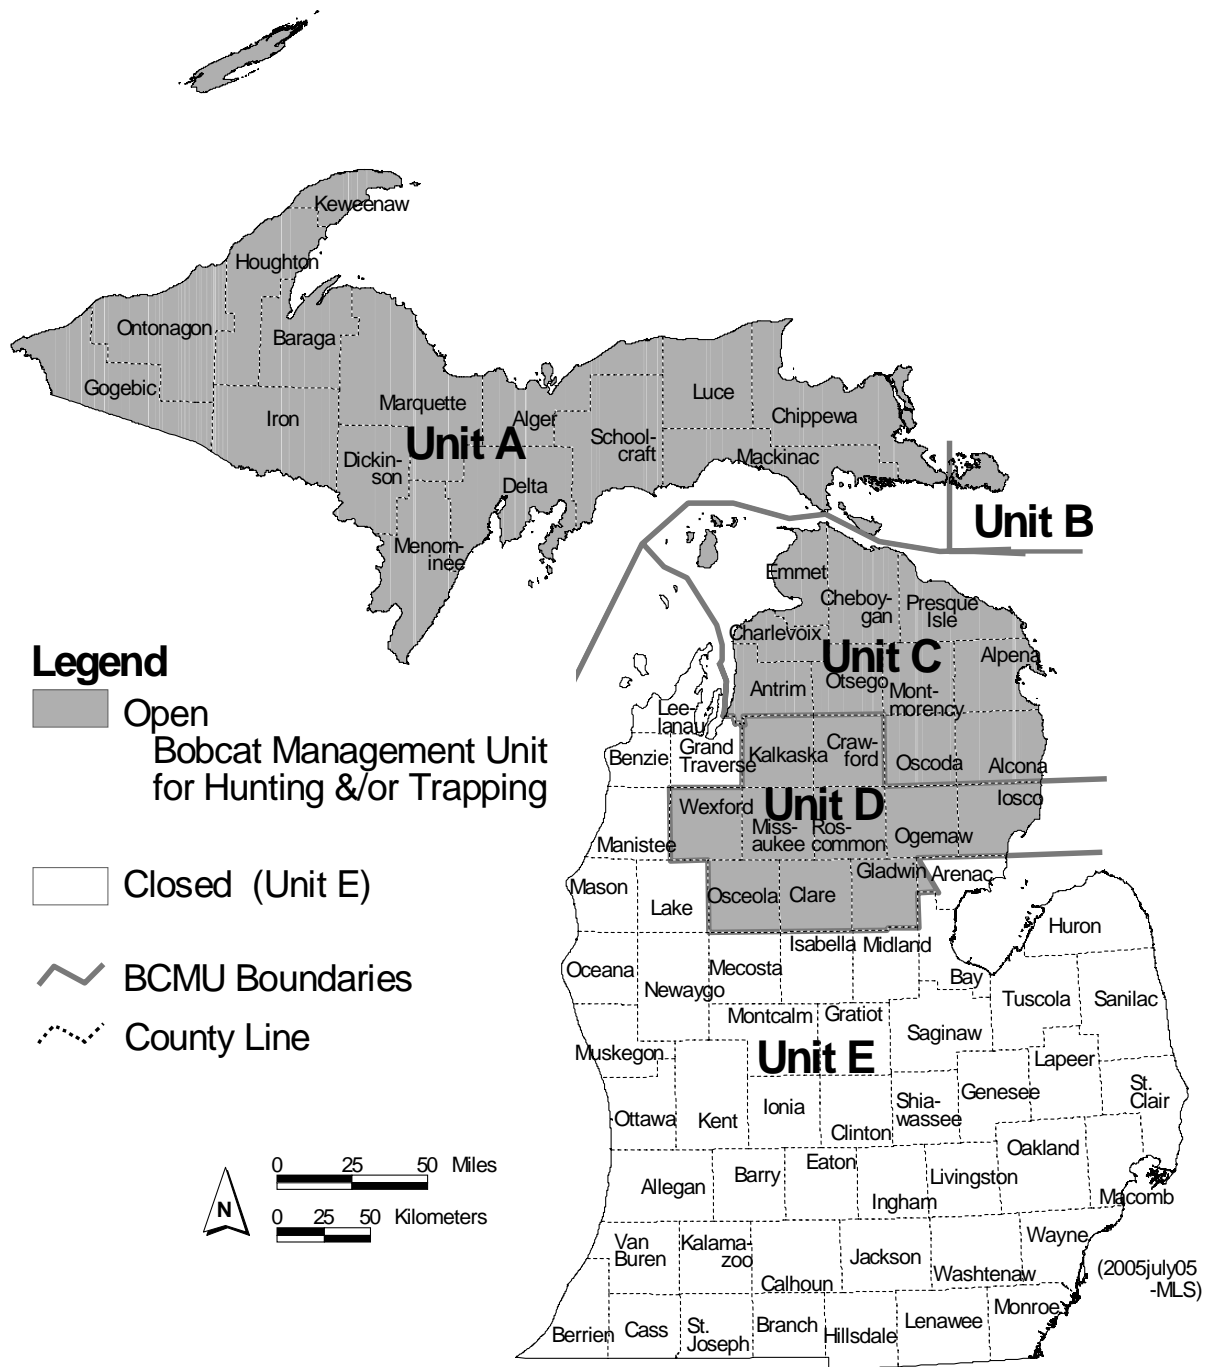 Keweenaw
Houghton
Ontonagon
Baraga
Gogebic
Iron
Marquette
Alger
Luce
Chippewa
School-
craft
Mackinac
Unit A
Dickin-
son
Delta
Menom-
inee
Unit B
Emmet
Cheboy-
gan
Presque
Isle
Charlevoix
Unit C
Alpena
Antrim
Otsego
Mont-
morency
Legend
Open
Bobcat Management Unit
for Hunting &/or Trapping
Closed (Unit E)
BCMU Boundaries
County Line
Lee-
lanau
Benzie
Grand
Traverse
Kalkaska
Craw-
ford
Oscoda
Alcona
Wexford
Unit D
Iosco
Manistee
Miss-
aukee
Ros-
common
Ogemaw
Mason
Lake
Osceola
Clare
Gladwin
Arenac
Huron
Oceana
Newaygo
Mecosta
Isabella
Midland
Bay
Tuscola
Sanilac
Montcalm
Gratiot
Saginaw
Muskegon
Unit E
Lapeer
Genesee
St.
Clair
Ottawa
Kent
Ionia
Clinton
Shia-
wassee
Oakland
Allegan
Barry
Eaton
Ingham
Livingston
Macomb
0 25 50 Miles
0 25 50 Kilometers
N
Van
Buren
Kalama-
zoo
Calhoun
Jackson
Washtenaw
Wayne
(2005july05
-MLS)
Berrien
Cass
St.
Joseph
Branch
Hillsdale
Lenawee
Monroe